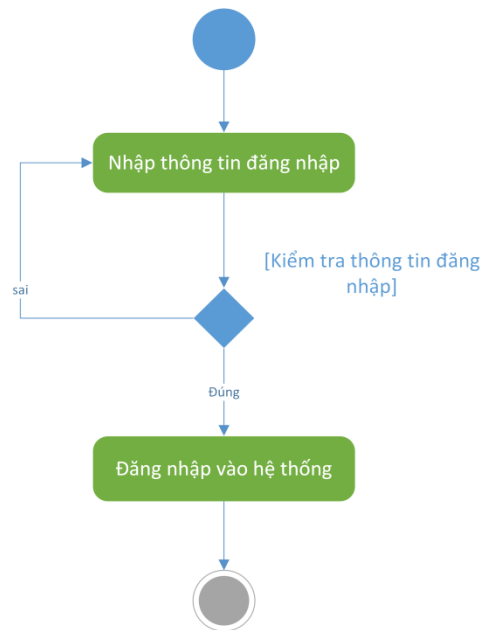 Nhập thông tin đăng nhập
[Kiểm tra thông tin đăng
nhập]
sai
Đúng
Đăng nhập vào hệ thống